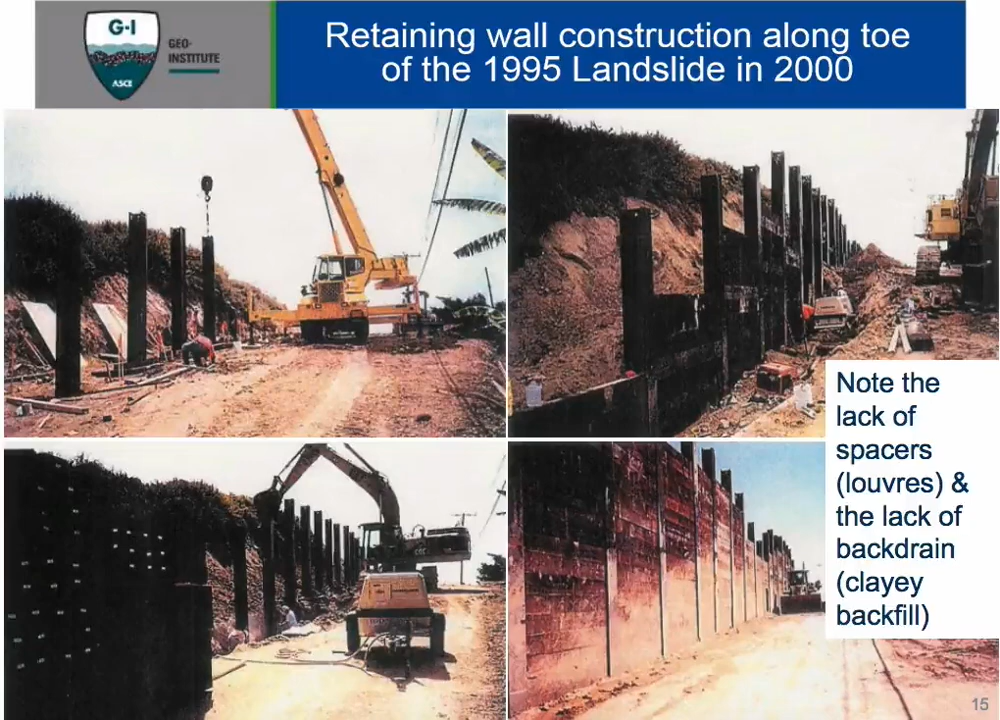 G-I
ASCE
GEO-
INSTITUTE
Retaining wall construction along toe
of the 1995 Landslide in 2000
Note the
lack of
spacers
(louvres) &
the lack of
backdrain
(clayey
backfill)
15